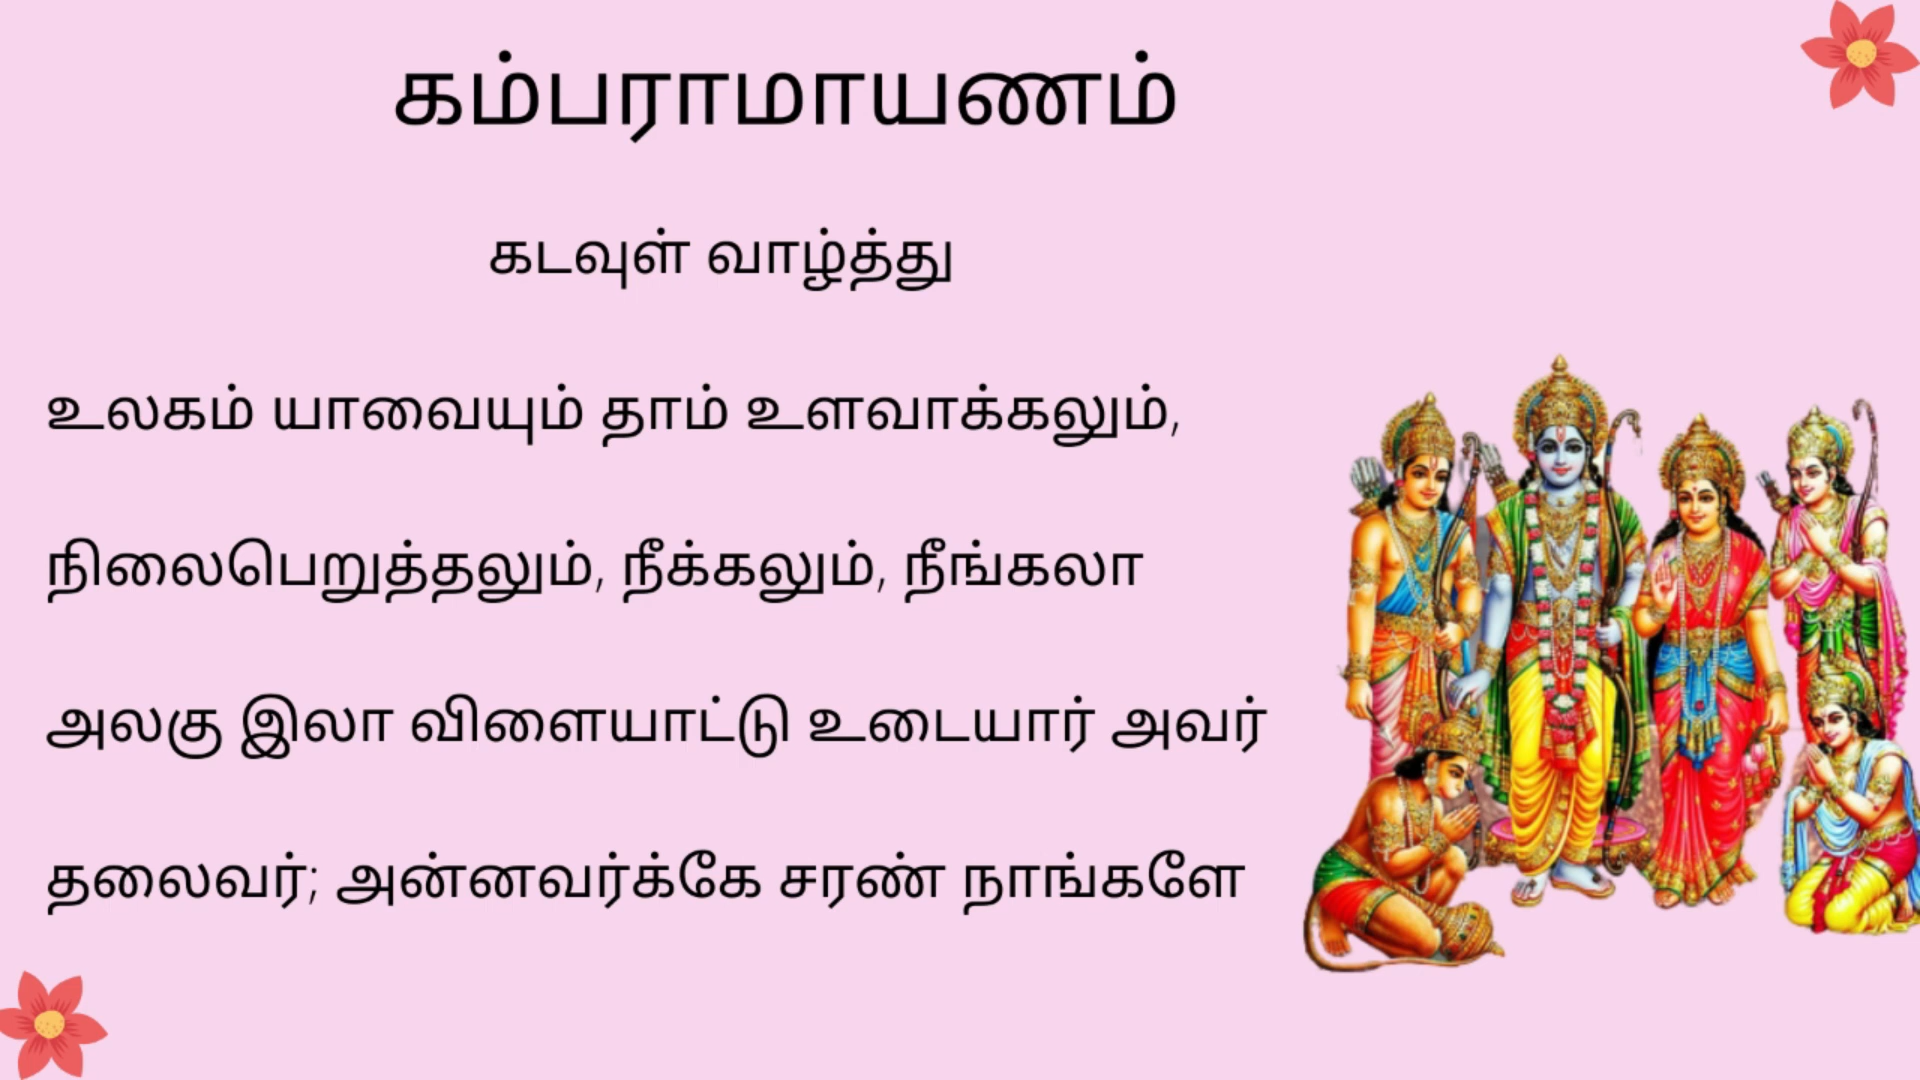 கம்பராமாயணம்
கடவுள் வாழ்த்து
உலகம் யாவையும் தாம் உளவாக்கலும்,
நிலைபெறுத்தலும், நீக்கலும், நீங்கலா
அலகு இலா விளையாட்டு உடையார் அவர்
தலைவர்; அன்னவர்க்கே சரண் நாங்களே